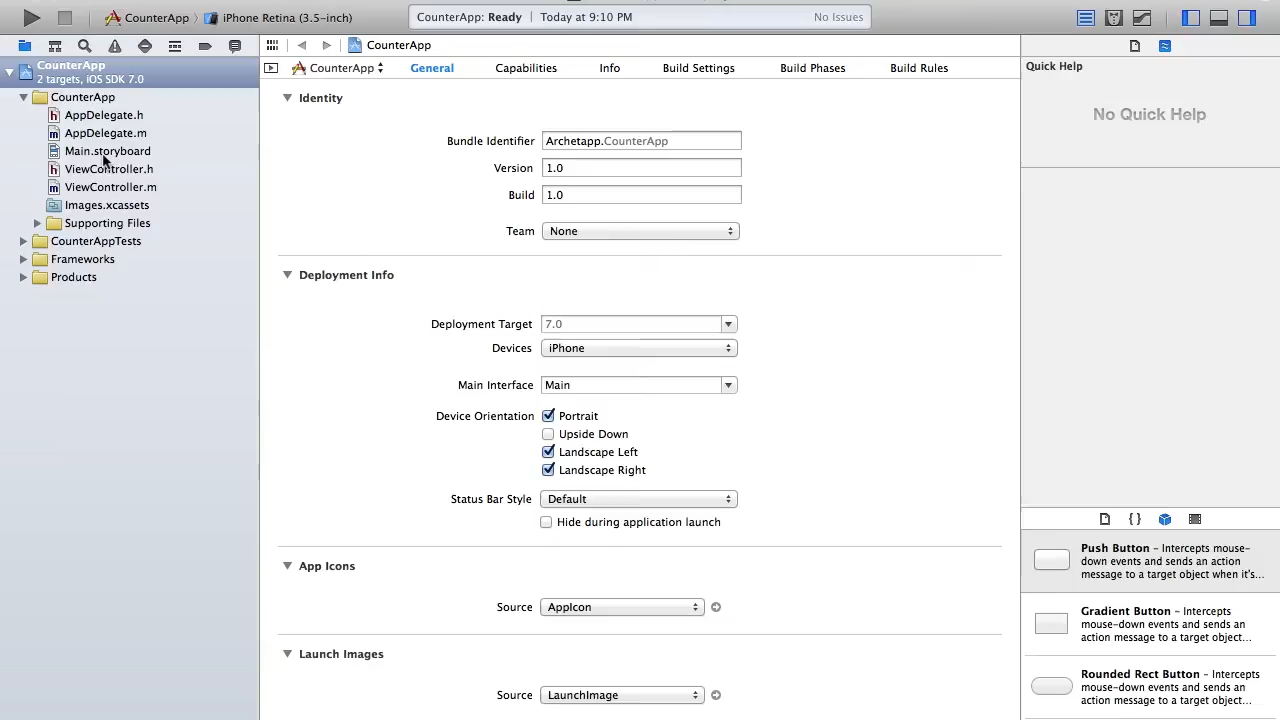 CounterApp
iPhone Retina (3.5-inch)
CounterApp: Ready
Today at 9:10 PM
No Issues
CounterApp
2 targets, iOS SDK 7.0
CounterApp
AppDelegate.h
AppDelegate.m
Main.storyboard
ViewController.h
ViewController.m
Images.xcassets
Supporting Files
CounterAppTests
Frameworks
Products
CounterApp
CounterApp
General
Capabilities
Info
Build Settings
Build Phases
Build Rules
Identity
Bundle Identifier
Archetapp.CounterApp
Version
1.0
Build
1.0
Team
None
Deployment Info
Deployment Target
7.0
Devices
iPhone
Main Interface
Main
Device Orientation
Portrait
Upside Down
Landscape Left
Landscape Right
Status Bar Style
Default
Hide during application launch
App Icons
Source
AppIcon
Launch Images
Source
LaunchImage
Quick Help
No Quick Help
{ }
Push Button – Intercepts mouse-
down events and sends an action
message to a target object when it's...
Gradient Button – Intercepts
mouse-down events and sends an
action message to a target object...
Rounded Rect Button – Intercepts
mouse-down events and sends an
action message to a target object...